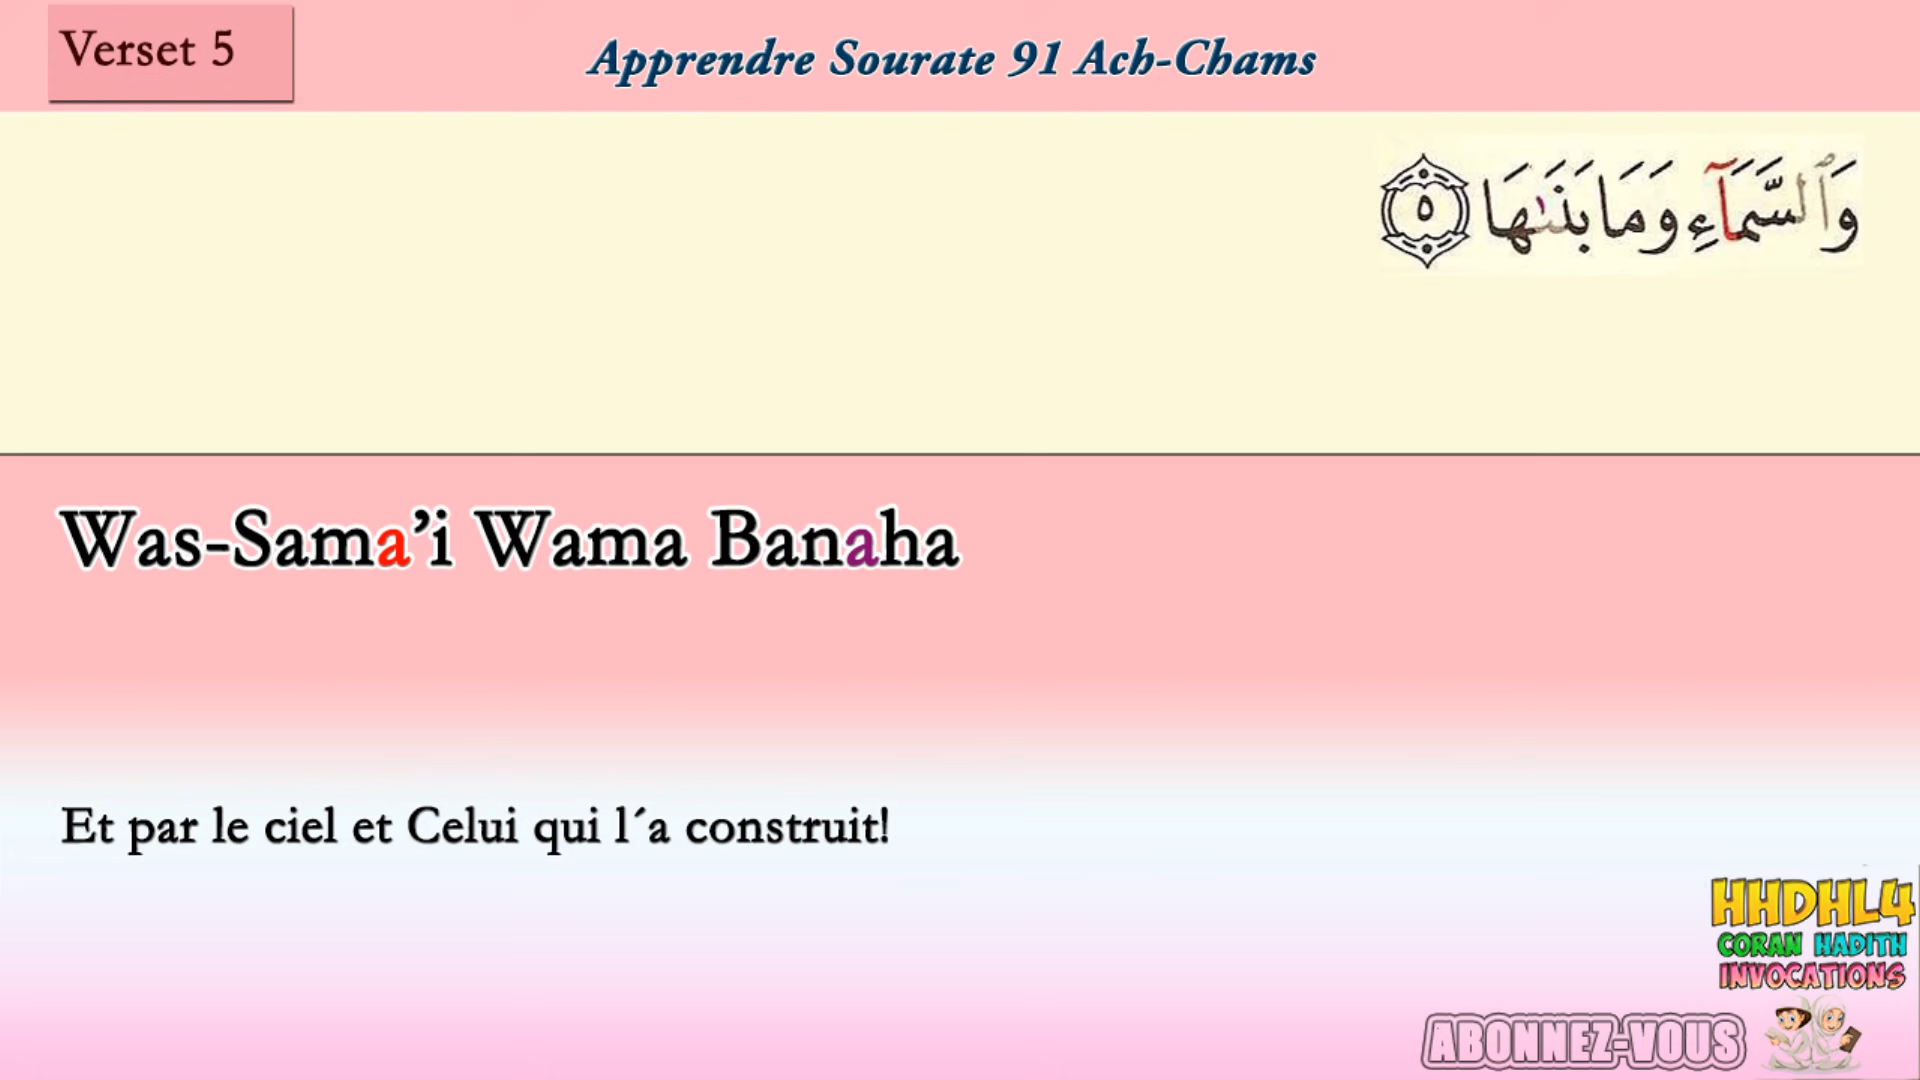 Verset 5
Apprendre Sourate 91 Ach-Chams
وَٱلسَّمَآءِ وَمَا بَنَىٰهَا ٥
Was-Sama’i Wama Banaha
Et par le ciel et Celui qui l´a construit!
HHDHL4
CORAN HADITH
INVOCATIONS
ABONNEZ-VOUS